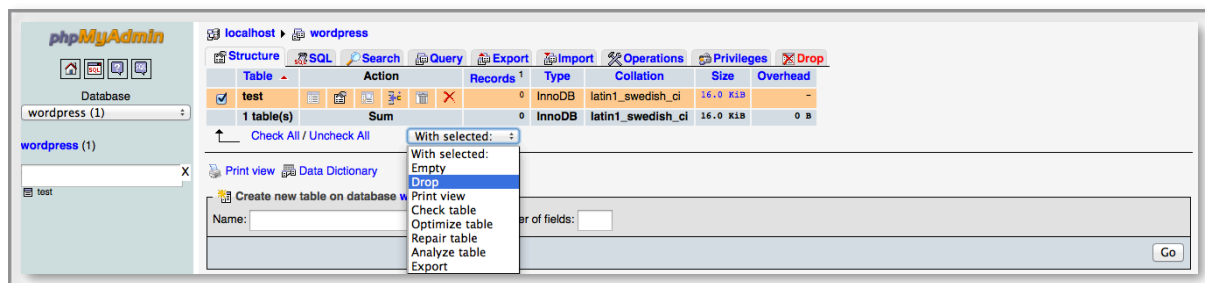 phpMyAdmin
Database
wordpress (1)
wordpress (1)
X
test
localhost wordpress
Structure SQL Search Query Export Import Operations Privileges Drop
Table Action Records 1 Type Collation Size Overhead
test 0 InnoDB latin1_swedish_ci 16.0 KiB -
1 table(s) Sum 0 InnoDB latin1_swedish_ci 16.0 KiB 0 B
Check All / Uncheck All With selected:
With selected:
Empty
Drop
Print view
Check table
Optimize table
Repair table
Analyze table
Export
Print view Data Dictionary
Create new table on database w
Name: er of fields:
Go